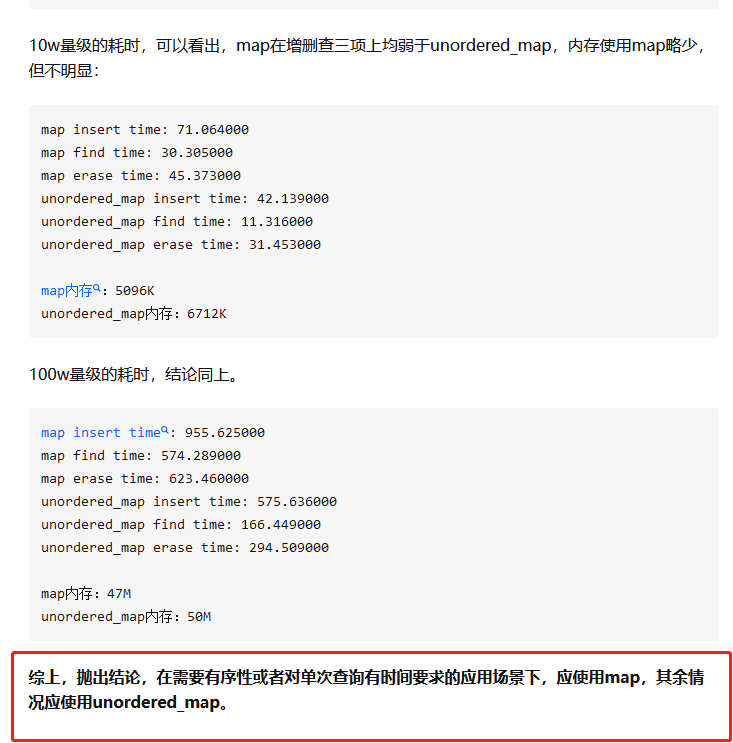 10w量级的耗时，可以看出，map在增删查三项上均弱于unordered_map，内存使用map略少，
但不明显：
map insert time: 71.064000
map find time: 30.305000
map erase time: 45.373000
unordered_map insert time: 42.139000
unordered_map find time: 11.316000
unordered_map erase time: 31.453000
map内存：5096K
unordered_map内存：6712K
100w量级的耗时，结论同上。
map insert time: 955.625000
map find time: 574.289000
map erase time: 623.460000
unordered_map insert time: 575.636000
unordered_map find time: 166.449000
unordered_map erase time: 294.509000
map内存：47M
unordered_map内存：50M
综上，抛出结论，在需要有序性或者对单次查询有时间要求的应用场景下，应使用map，其余情
况应使用unordered_map。